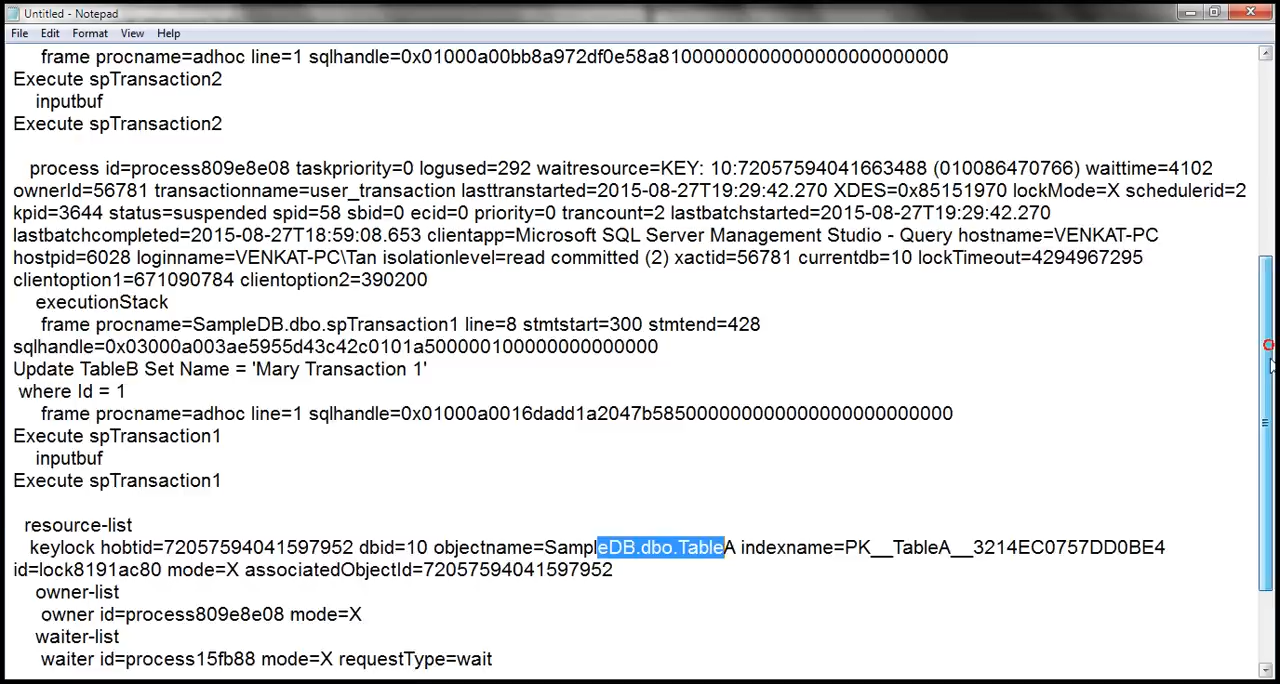 Untitled - Notepad
File Edit Format View Help
frame procname=adhoc line=1 sqlhandle=0x01000a00bb8a972df0e58a81000000000000000000000000
Execute spTransaction2
inputbuf
Execute spTransaction2
process id=process809e8e08 taskpriority=0 logused=292 waitresource=KEY: 10:72057594041663488 (010086470766) waittime=4102
ownerId=56781 transactionname=user_transaction lasttranstarted=2015-08-27T19:29:42.270 XDES=0x85151970 lockMode=X schedulerid=2
kpid=3644 status=suspended spid=58 sbid=0 ecid=0 priority=0 trancount=2 lastbatchstarted=2015-08-27T19:29:42.270
lastbatchcompleted=2015-08-27T18:59:08.653 clientapp=Microsoft SQL Server Management Studio - Query hostname=VENKAT-PC
hostpid=6028 loginname=VENKAT-PC\Tan isolationlevel=read committed (2) xactid=56781 currentdb=10 lockTimeout=4294967295
clientoption1=671090784 clientoption2=390200
executionStack
frame procname=SampleDB.dbo.spTransaction1 line=8 stmtstart=300 stmtend=428
sqlhandle=0x03000a003ae5955d43c42c0101a500000100000000000000
Update TableB Set Name = 'Mary Transaction 1'
where Id = 1
frame procname=adhoc line=1 sqlhandle=0x01000a0016dadd1a2047b585000000000000000000000000
Execute spTransaction1
inputbuf
Execute spTransaction1
resource-list
keylock hobtid=72057594041597952 dbid=10 objectname=SampleDB.dbo.TableA indexname=PK__TableA__3214EC0757DD0BE4
id=lock8191ac80 mode=X associatedObjectId=72057594041597952
owner-list
owner id=process809e8e08 mode=X
waiter-list
waiter id=process15fb88 mode=X requestType=wait